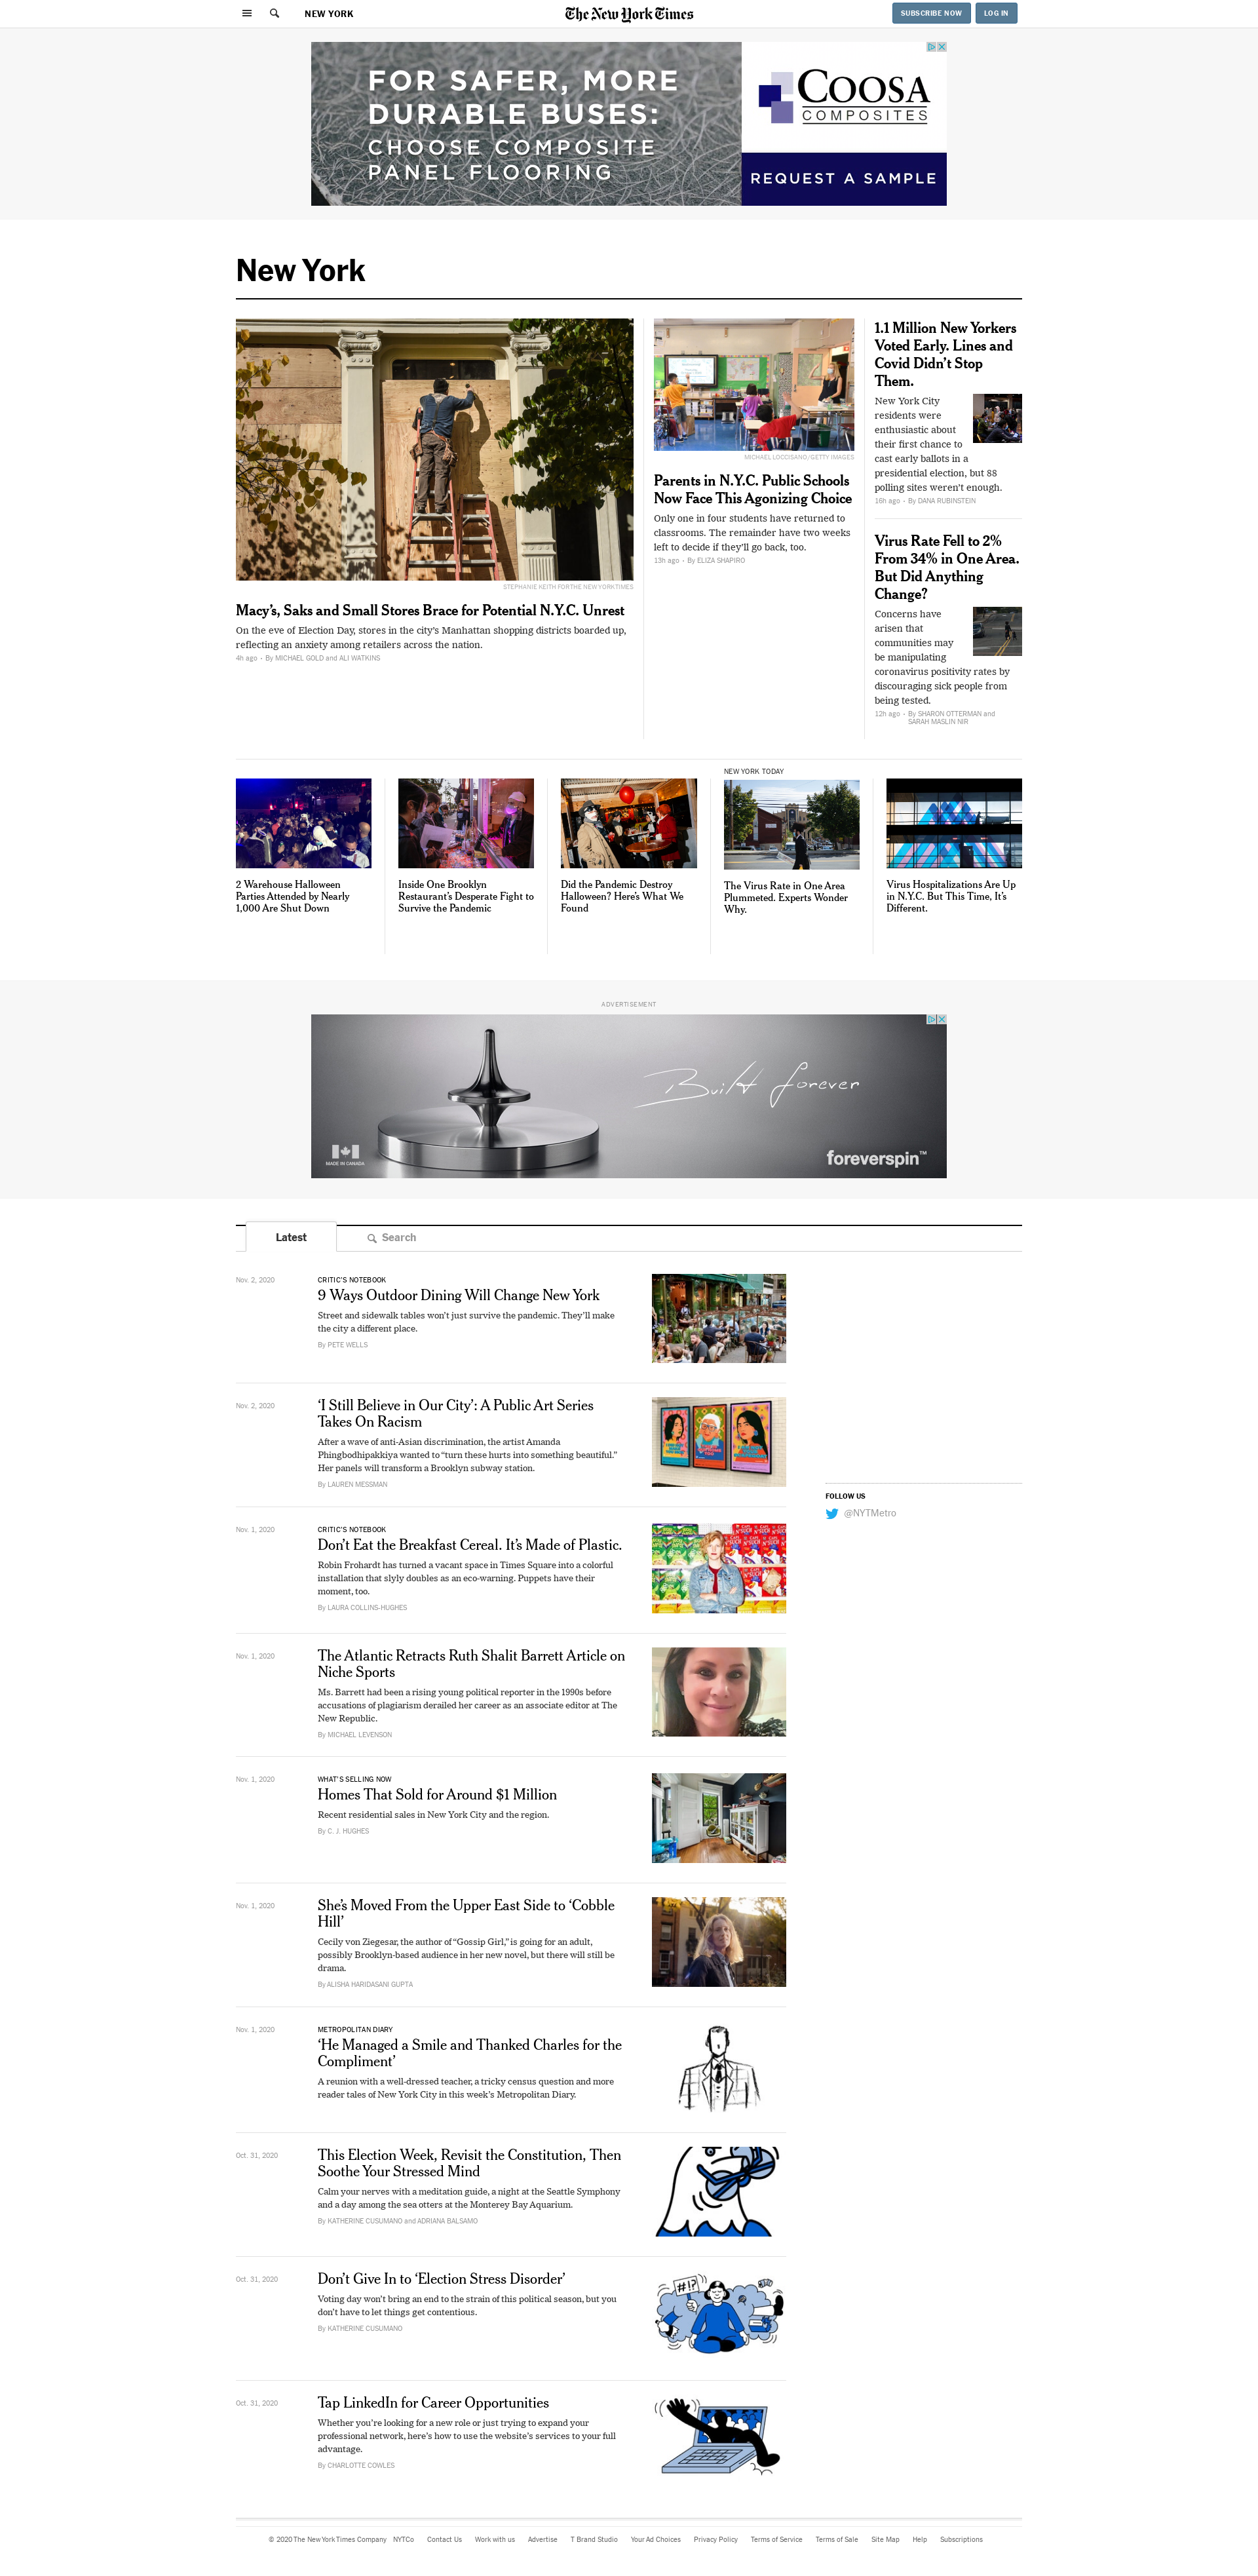 NEW YORK
The New York Times
SUBSCRIBE NOW
LOG IN
FOR SAFER, MORE
DURABLE BUSES:
CHOOSE COMPOSITE
PANEL FLOORING
COOSA
COMPOSITES
REQUEST A SAMPLE
New York
STEPHANIE KEITH FOR THE NEW YORK TIMES
Macy’s, Saks and Small Stores Brace for Potential N.Y.C. Unrest
On the eve of Election Day, stores in the city’s Manhattan shopping districts boarded up,
reflecting an anxiety among retailers across the nation.
4h ago • By MICHAEL GOLD and ALI WATKINS
MICHAEL LOCCISANO/GETTY IMAGES
Parents in N.Y.C. Public Schools
Now Face This Agonizing Choice
Only one in four students have returned to
classrooms. The remainder have two weeks
left to decide if they’ll go back, too.
13h ago • By ELIZA SHAPIRO
1.1 Million New Yorkers
Voted Early. Lines and
Covid Didn’t Stop
Them.
New York City
residents were
enthusiastic about
their first chance to
cast early ballots in a
presidential election, but 88
polling sites weren’t enough.
16h ago • By DANA RUBINSTEIN
Virus Rate Fell to 2%
From 34% in One Area.
But Did Anything
Change?
Concerns have
arisen that
communities may
be manipulating
coronavirus positivity rates by
discouraging sick people from
being tested.
12h ago • By SHARON OTTERMAN and
SARAH MASLIN NIR
2 Warehouse Halloween
Parties Attended by Nearly
1,000 Are Shut Down
Inside One Brooklyn
Restaurant’s Desperate Fight to
Survive the Pandemic
Did the Pandemic Destroy
Halloween? Here’s What We
Found
NEW YORK TODAY
The Virus Rate in One Area
Plummeted. Experts Wonder
Why.
Virus Hospitalizations Are Up
in N.Y.C. But This Time, It’s
Different.
ADVERTISEMENT
Built forever
MADE IN CANADA
foreverspin™
Latest
Search
Nov. 2, 2020
CRITIC’S NOTEBOOK
9 Ways Outdoor Dining Will Change New York
Street and sidewalk tables won’t just survive the pandemic. They’ll make
the city a different place.
By PETE WELLS
Nov. 2, 2020
‘I Still Believe in Our City’: A Public Art Series
Takes On Racism
After a wave of anti-Asian discrimination, the artist Amanda
Phingbodhipakkiya wanted to “turn these hurts into something beautiful.”
Her panels will transform a Brooklyn subway station.
By LAUREN MESSMAN
FOLLOW US
@NYTMetro
Nov. 1, 2020
CRITIC’S NOTEBOOK
Don’t Eat the Breakfast Cereal. It’s Made of Plastic.
Robin Frohardt has turned a vacant space in Times Square into a colorful
installation that slyly doubles as an eco-warning. Puppets have their
moment, too.
By LAURA COLLINS-HUGHES
Nov. 1, 2020
The Atlantic Retracts Ruth Shalit Barrett Article on
Niche Sports
Ms. Barrett had been a rising young political reporter in the 1990s before
accusations of plagiarism derailed her career as an associate editor at The
New Republic.
By MICHAEL LEVENSON
Nov. 1, 2020
WHAT’S SELLING NOW
Homes That Sold for Around $1 Million
Recent residential sales in New York City and the region.
By C. J. HUGHES
Nov. 1, 2020
She’s Moved From the Upper East Side to ‘Cobble
Hill’
Cecily von Ziegesar, the author of “Gossip Girl,” is going for an adult,
possibly Brooklyn-based audience in her new novel, but there will still be
drama.
By ALISHA HARIDASANI GUPTA
Nov. 1, 2020
METROPOLITAN DIARY
‘He Managed a Smile and Thanked Charles for the
Compliment’
A reunion with a well-dressed teacher, a tricky census question and more
reader tales of New York City in this week’s Metropolitan Diary.
Oct. 31, 2020
This Election Week, Revisit the Constitution, Then
Soothe Your Stressed Mind
Calm your nerves with a meditation guide, a night at the Seattle Symphony
and a day among the sea otters at the Monterey Bay Aquarium.
By KATHERINE CUSUMANO and ADRIANA BALSAMO
Oct. 31, 2020
Don’t Give In to ‘Election Stress Disorder’
Voting day won’t bring an end to the strain of this political season, but you
don’t have to let things get contentious.
By KATHERINE CUSUMANO
#!?
Oct. 31, 2020
Tap LinkedIn for Career Opportunities
Whether you’re looking for a new role or just trying to expand your
professional network, here’s how to use the website’s services to your full
advantage.
By CHARLOTTE COWLES
© 2020 The New York Times Company NYTCo Contact Us Work with us Advertise T Brand Studio Your Ad Choices Privacy Policy Terms of Service Terms of Sale Site Map Help Subscriptions